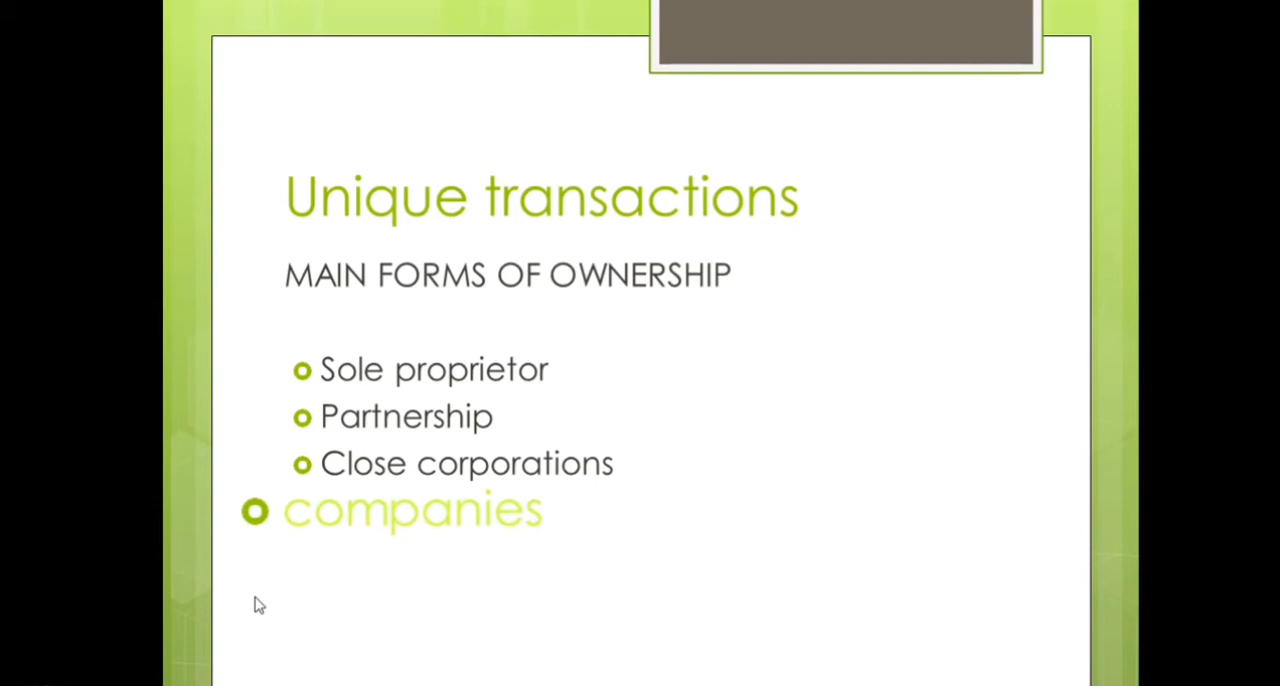 Unique transactions
MAIN FORMS OF OWNERSHIP
Sole proprietor
Partnership
Close corporations
companies